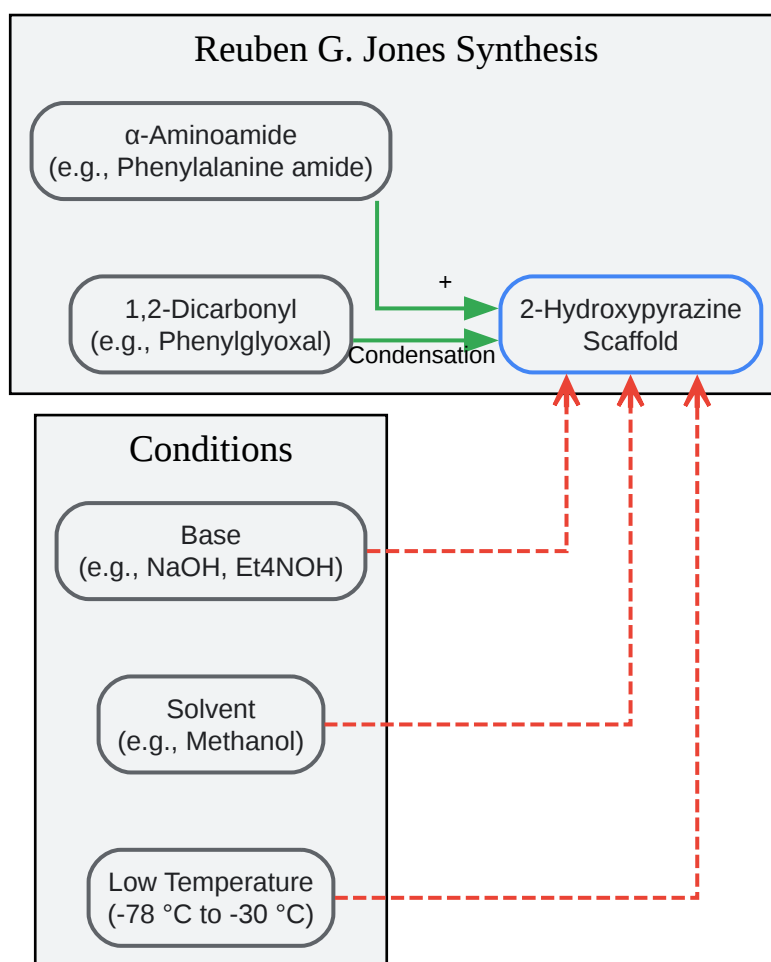 Reuben G. Jones Synthesis
α-Aminoamide
(e.g., Phenylalanine amide)
+
1,2-Dicarbonyl
(e.g., Phenylglyoxal)
Condensation
2-Hydroxypyrazine
Scaffold
Conditions
Base
(e.g., NaOH, Et4NOH)
Solvent
(e.g., Methanol)
Low Temperature
(-78 °C to -30 °C)